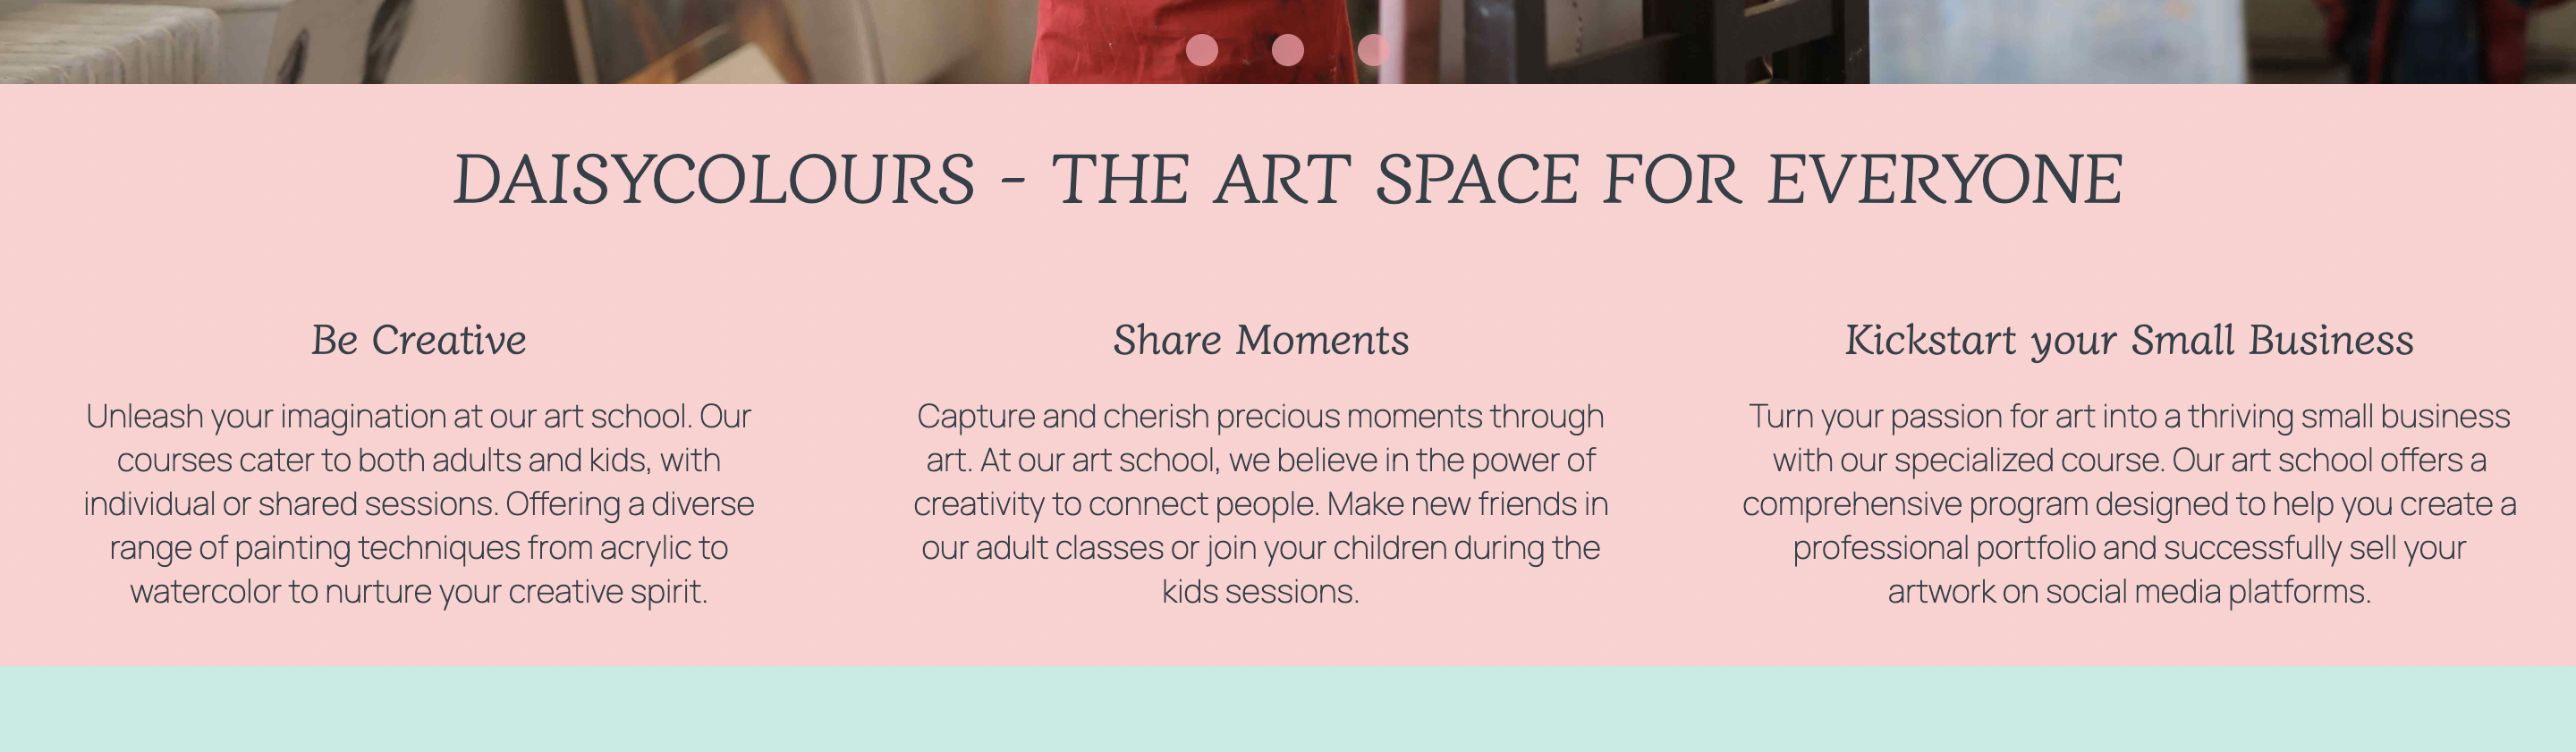 DAISYCOLOURS - THE ART SPACE FOR EVERYONE
Be Creative
Unleash your imagination at our art school. Our
courses cater to both adults and kids, with
individual or shared sessions. Offering a diverse
range of painting techniques from acrylic to
watercolor to nurture your creative spirit.
Share Moments
Capture and cherish precious moments through
art. At our art school, we believe in the power of
creativity to connect people. Make new friends in
our adult classes or join your children during the
kids sessions.
Kickstart your Small Business
Turn your passion for art into a thriving small business
with our specialized course. Our art school offers a
comprehensive program designed to help you create a
professional portfolio and successfully sell your
artwork on social media platforms.